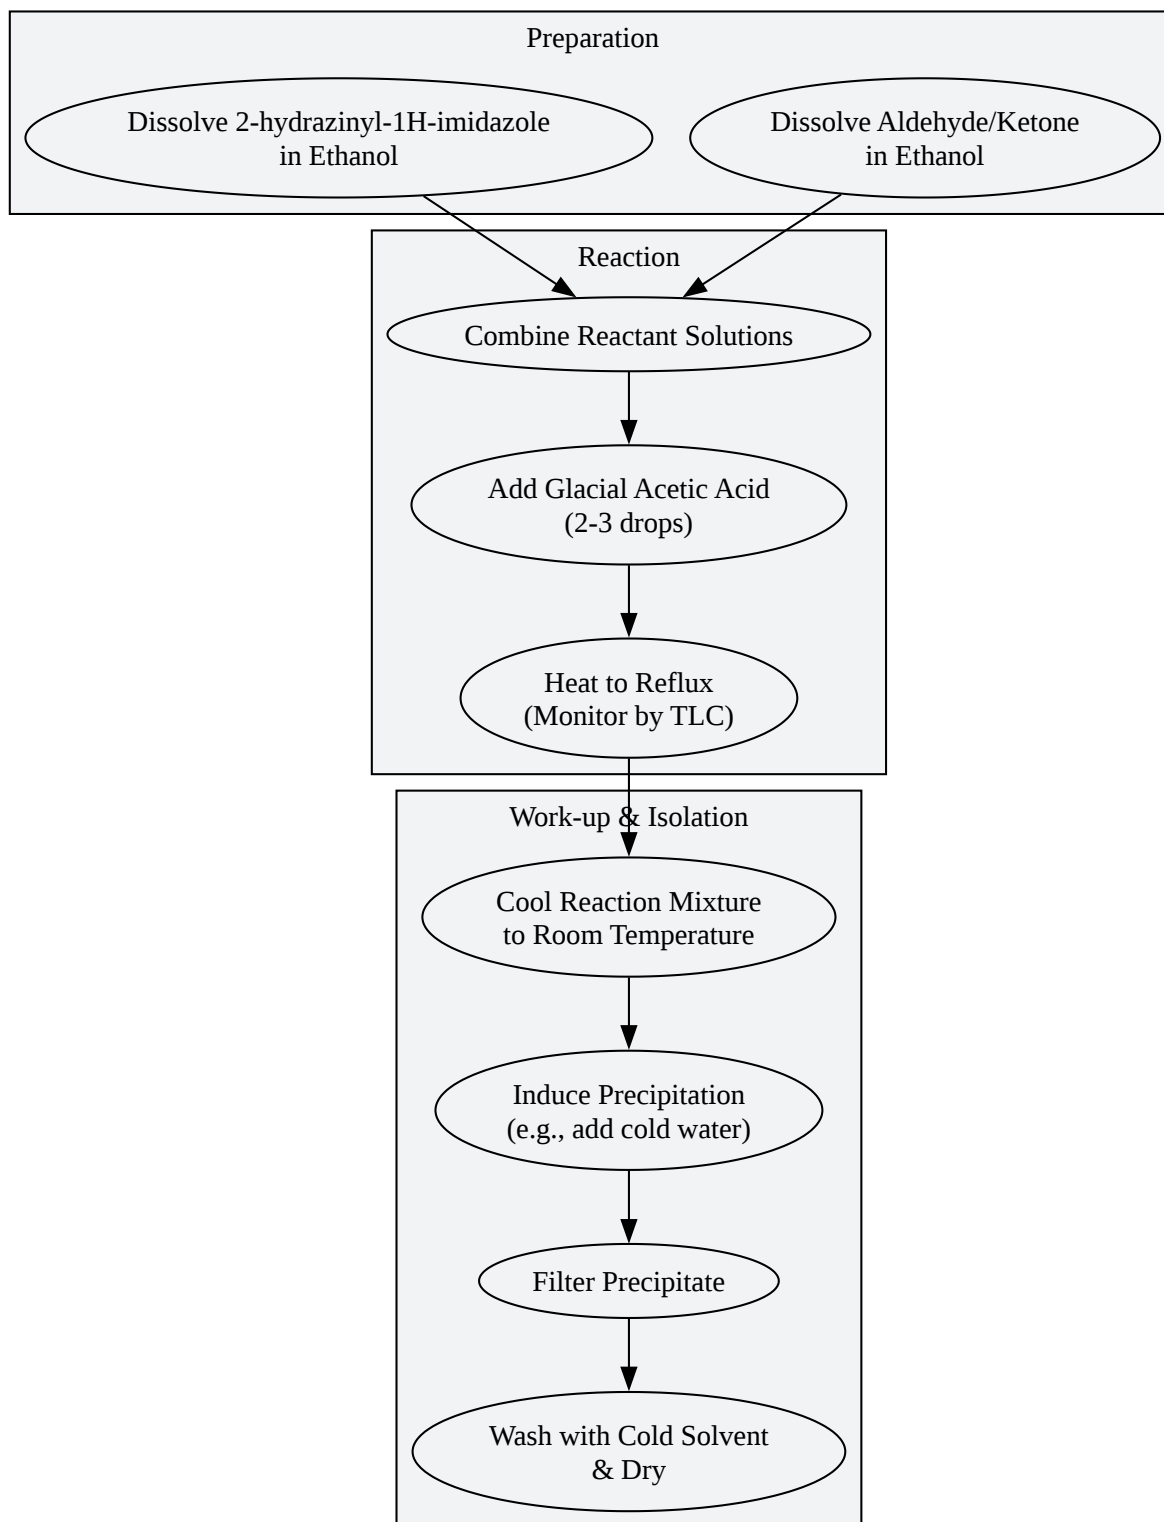 Preparation
Dissolve 2-hydrazinyl-1H-imidazole
in Ethanol
Dissolve Aldehyde/Ketone
in Ethanol
Reaction
Combine Reactant Solutions
Add Glacial Acetic Acid
(2-3 drops)
Heat to Reflux
(Monitor by TLC)
Work-up & Isolation
Cool Reaction Mixture
to Room Temperature
Induce Precipitation
(e.g., add cold water)
Filter Precipitate
Wash with Cold Solvent
& Dry